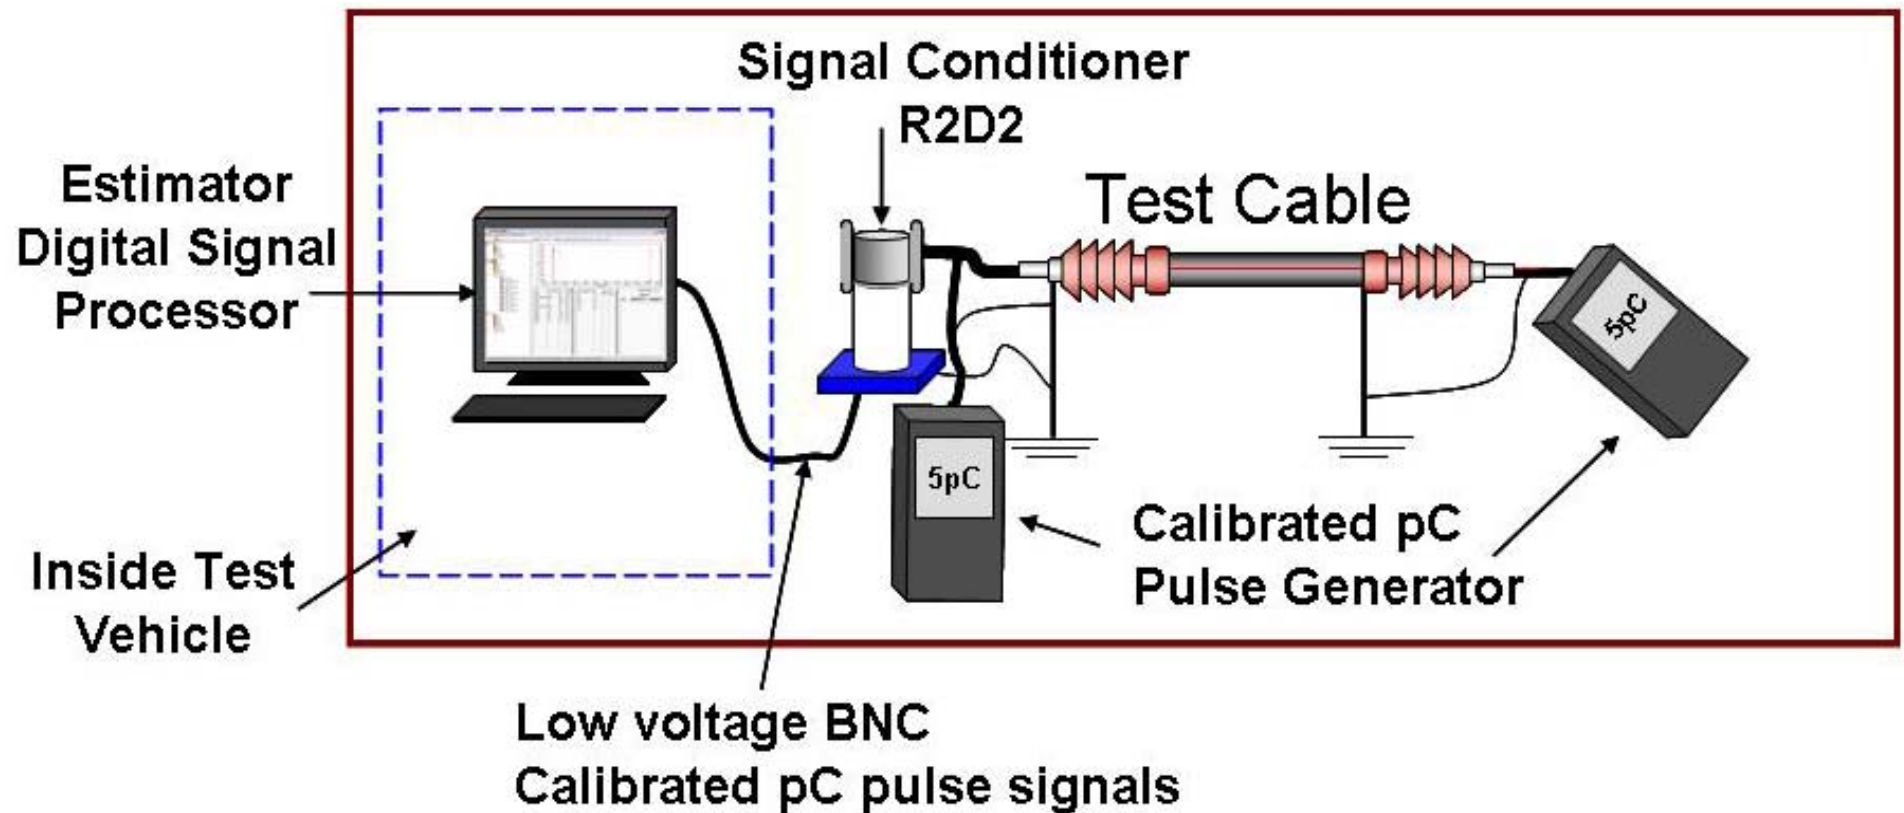 Signal Conditioner
R2D2
Estimator
Digital Signal
Processor
Test Cable
5pC
5pC
Calibrated pC
Pulse Generator
Inside Test
Vehicle
Low voltage BNC
Calibrated pC pulse signals